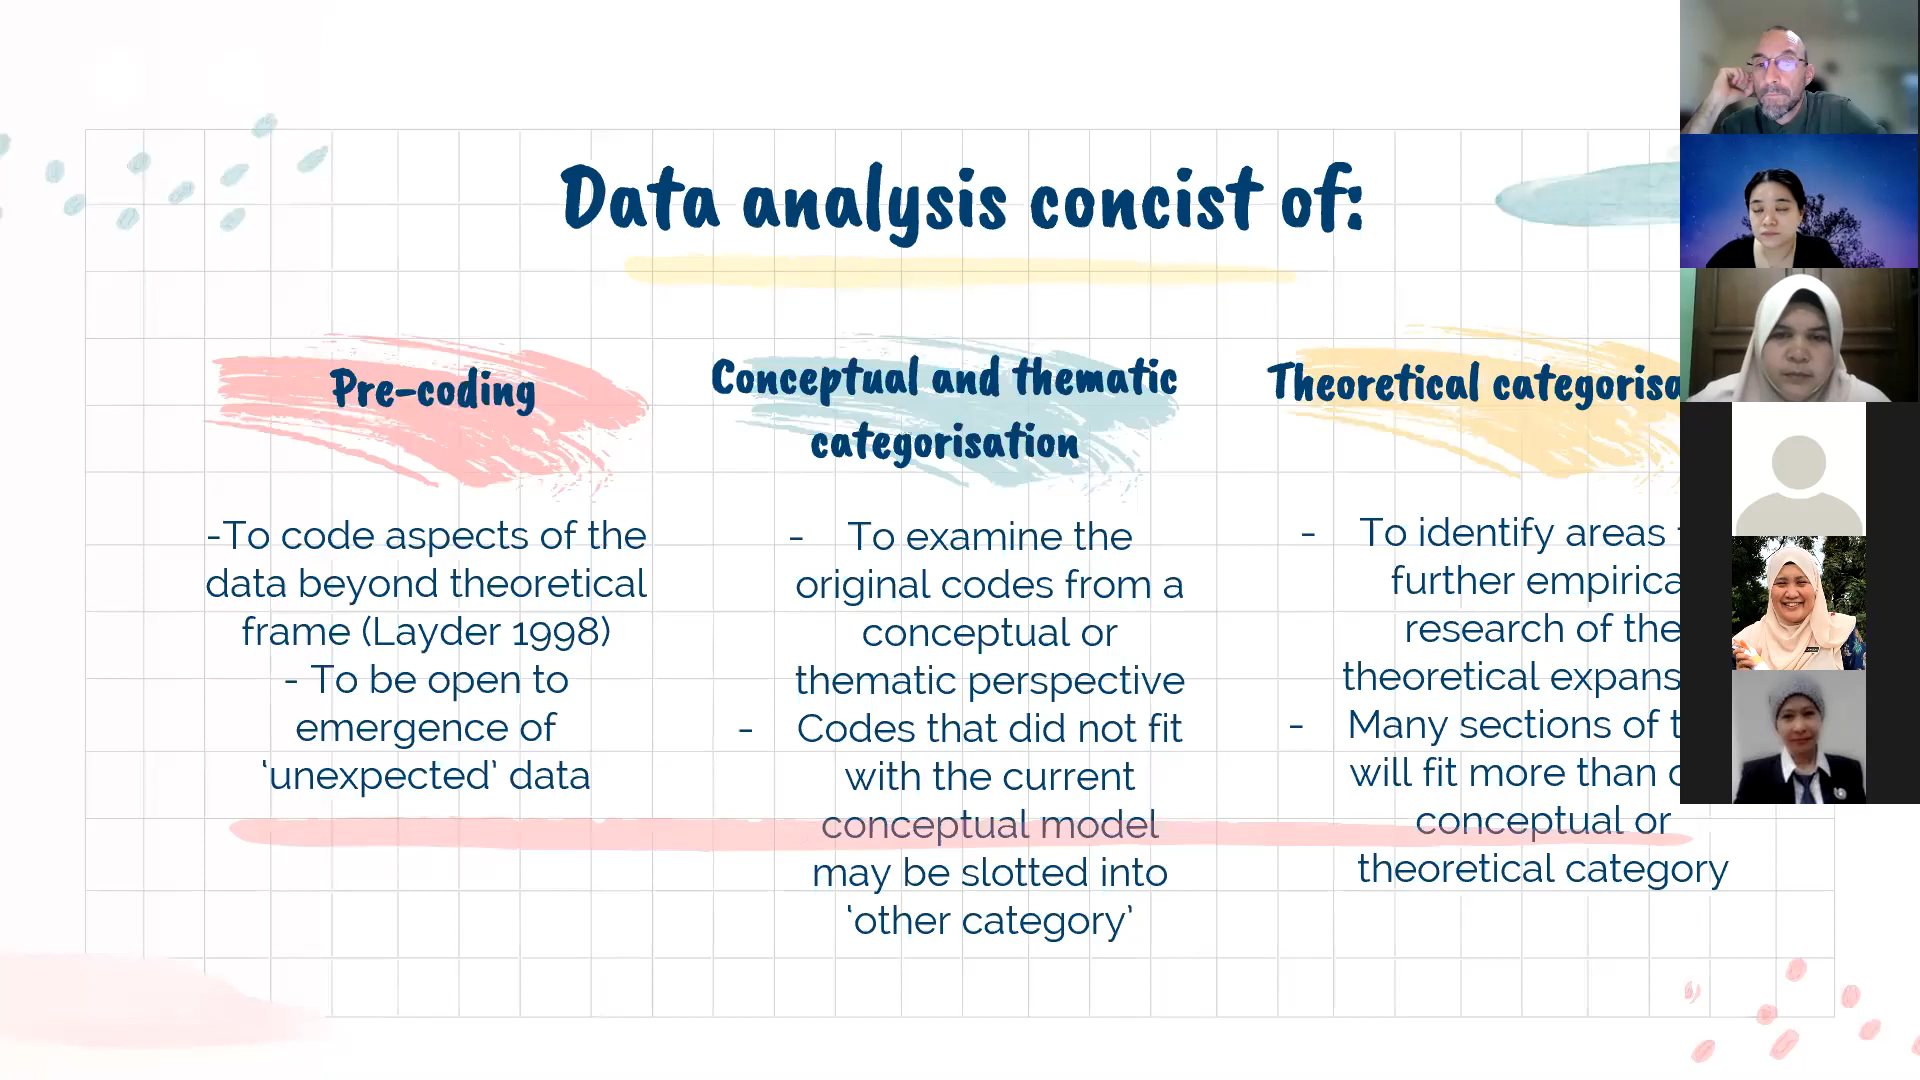 Data analysis concist of:
Pre-coding
-To code aspects of the
data beyond theoretical
frame (Layder 1998)
- To be open to
emergence of
‘unexpected’ data
Conceptual and thematic
categorisation
- To examine the
original codes from a
conceptual or
thematic perspective
- Codes that did not fit
with the current
conceptual model
may be slotted into
‘other category’
Theoretical
- To identify areas
further
research of the
theoretical
- Many sections of
will fit more than
conceptual or
theoretical category